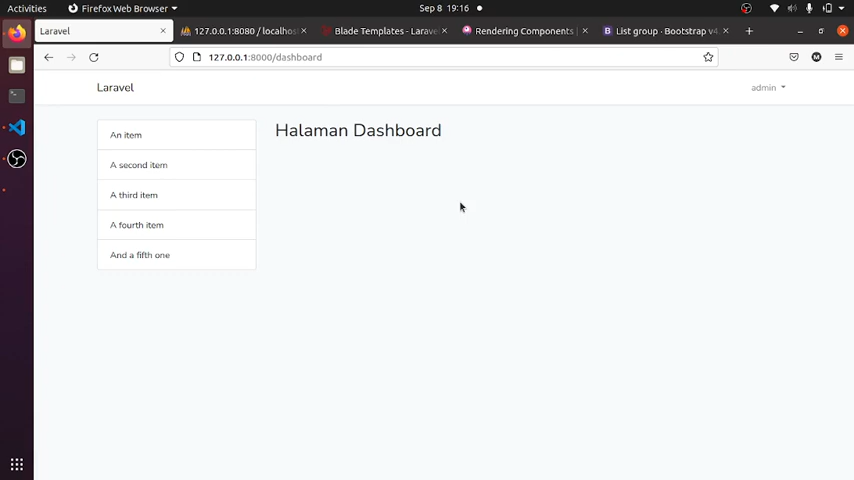 Activities Firefox Web Browser Sep 8 19:16
Laravel 127.0.0.1:8080 / localhos Blade Templates - Larave Rendering Components | List group · Bootstrap v4.
127.0.0.1:8000/dashboard M
Laravel admin
An item Halaman Dashboard
A second item
A third item
A fourth item
And a fifth one